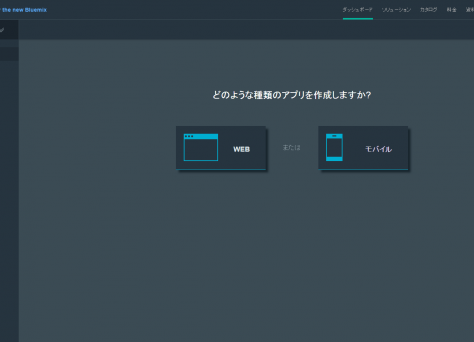 the new Bluemix
ダッシュボード ソリューション カタログ 料金 資料
どのような種類のアプリを作成しますか?
WEB または モバイル